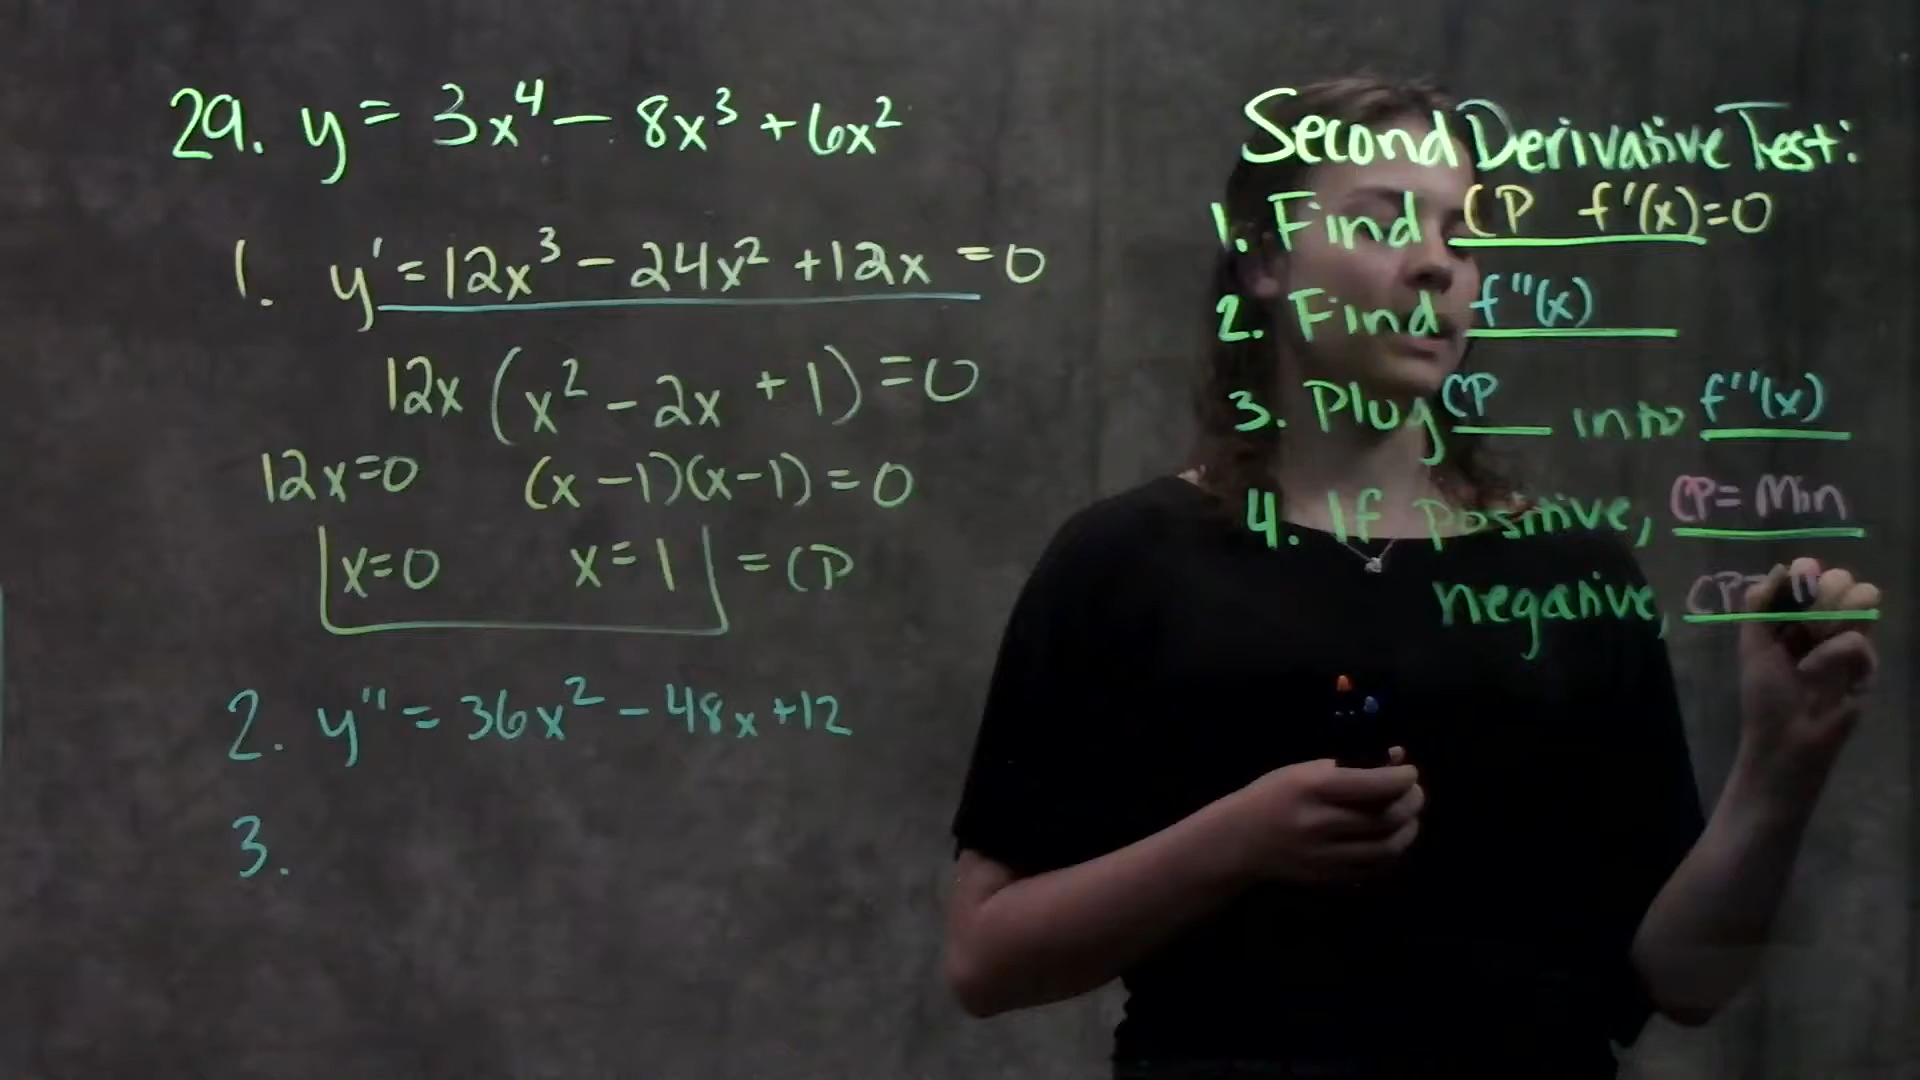 29. y = 3x⁴ - 8x³ + 6x²
1. y' = 12x³ - 24x² + 12x = 0
12x (x² - 2x + 1) = 0
12x=0 (x-1)(x-1) = 0
x=0 x=1 = CP
2. y" = 36x² - 48x + 12
3.
Second Derivative Test:
1. Find CP f'(x)=0
2. Find f"(x)
3. Plug CP into f"(x)
4. If positive, CP= Min
negative, CP=